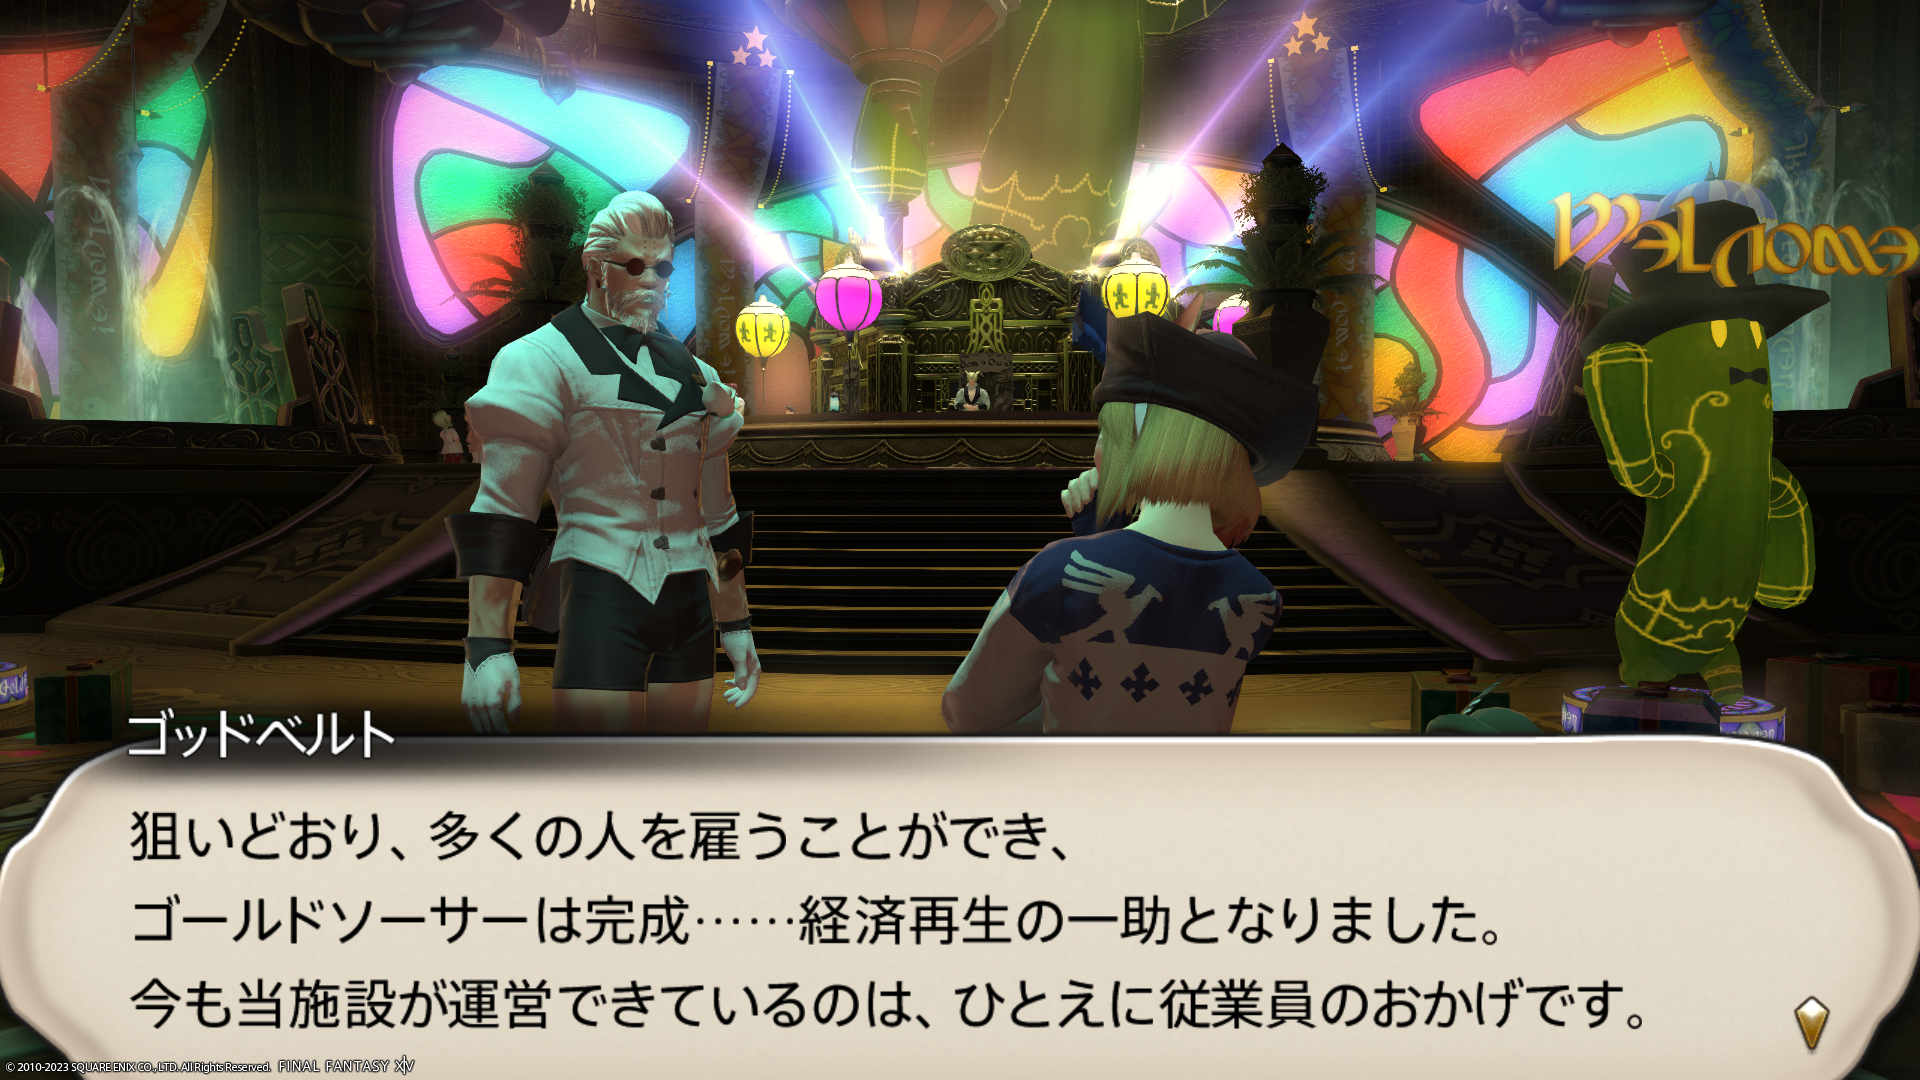 Welcome
ゴッドベルト
狙いどおり、多くの人を雇うことができ、
ゴールドソーサーは完成……経済再生の一助となりました。
今も当施設が運営できているのは、ひとえに従業員のおかげです。
© 2010-2023 SQUARE ENIX CO., LTD. All Rights Reserved. FINAL FANTASY XIV